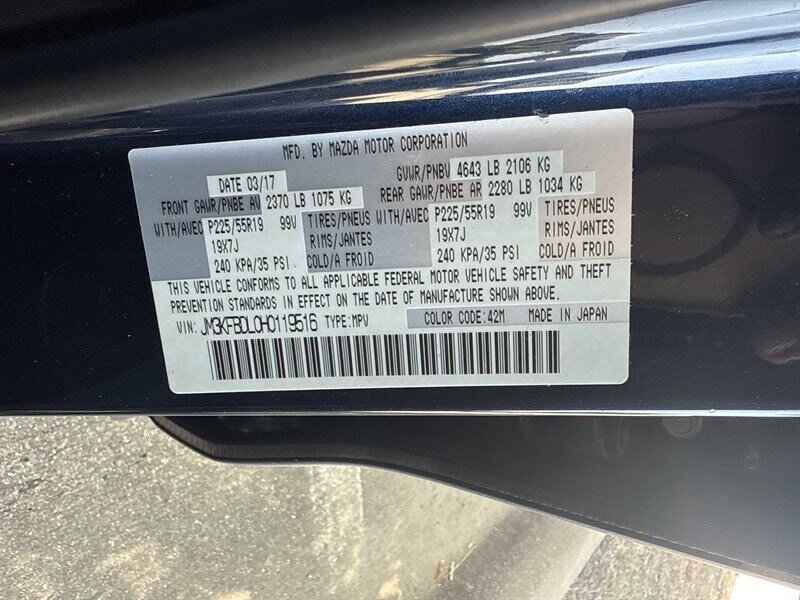 MFD. BY MAZDA MOTOR CORPORATION
DATE 03/17 GVWR/PNBV 4643 LB 2106 KG
FRONT GAWR/PNBE AV 2370 LB 1075 KG REAR GAWR/PNBE AR 2280 LB 1034 KG
WITH/AVEC P225/55R19 99V TIRES/PNEUS WITH/AVEC P225/55R19 99V TIRES/PNEUS
19X7J RIMS/JANTES 19X7J RIMS/JANTES
240 KPA/35 PSI. COLD/A FROID 240 KPA/35 PSI COLD/A FROID
THIS VEHICLE CONFORMS TO ALL APPLICABLE FEDERAL MOTOR VEHICLE SAFETY AND THEFT
PREVENTION STANDARDS IN EFFECT ON THE DATE OF MANUFACTURE SHOWN ABOVE.
VIN: JM3KFBDL0H0119516 TYPE:MPV COLOR CODE:42M MADE IN JAPAN